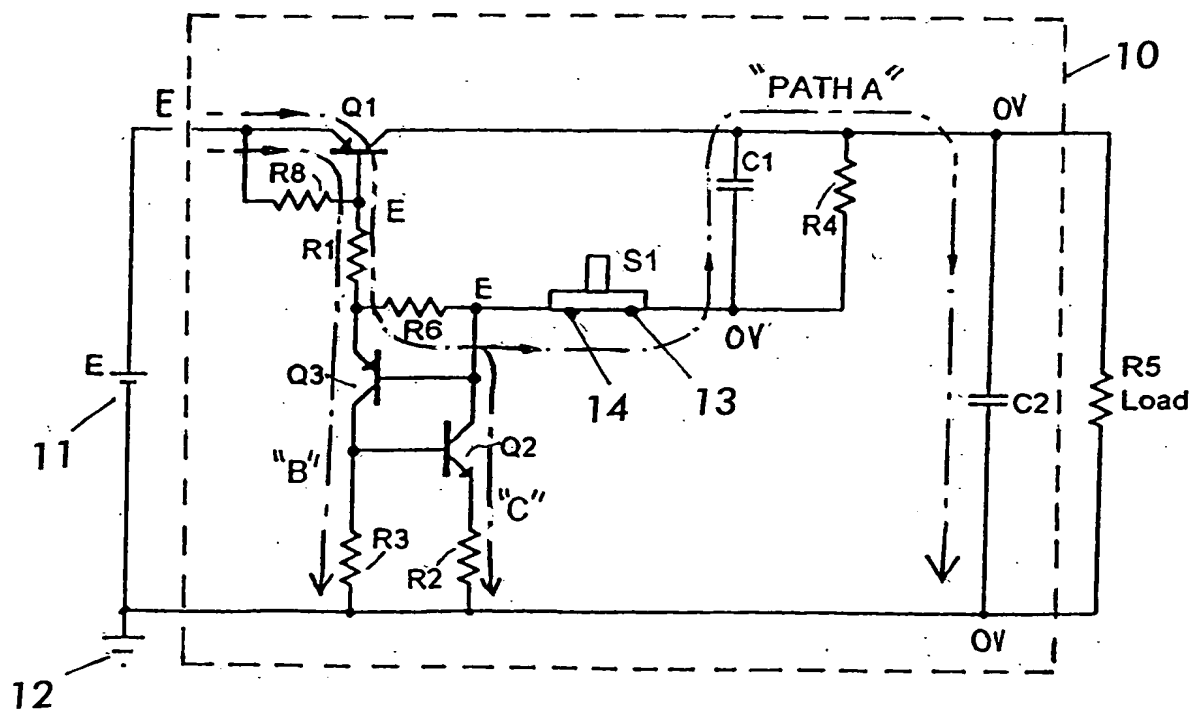 10
"PATH A"
E
Q1
0V
C1
R8
E
R4
R1
S1
E
R6
0V
E
Q3
14
13
R5
Load
C2
11
Q2
"B"
"C"
R3
R2
0V
12